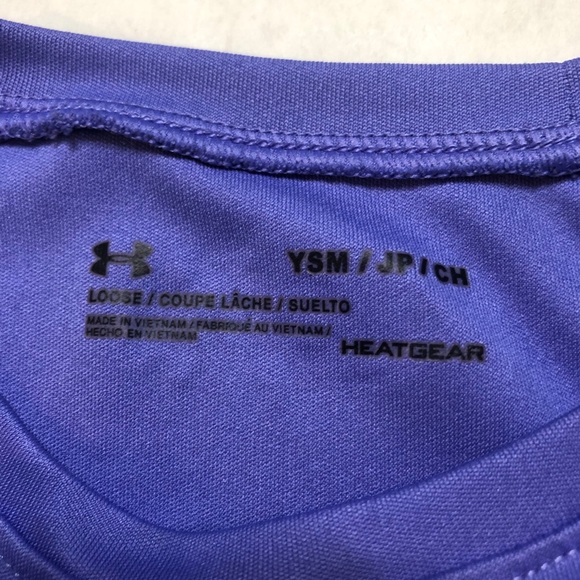 YSM / JP / CH
LOOSE / COUPE LÂCHE / SUELTO
MADE IN VIETNAM / FABRIQUÉ AU VIETNAM /
HECHO EN VIETNAM
HEATGEAR